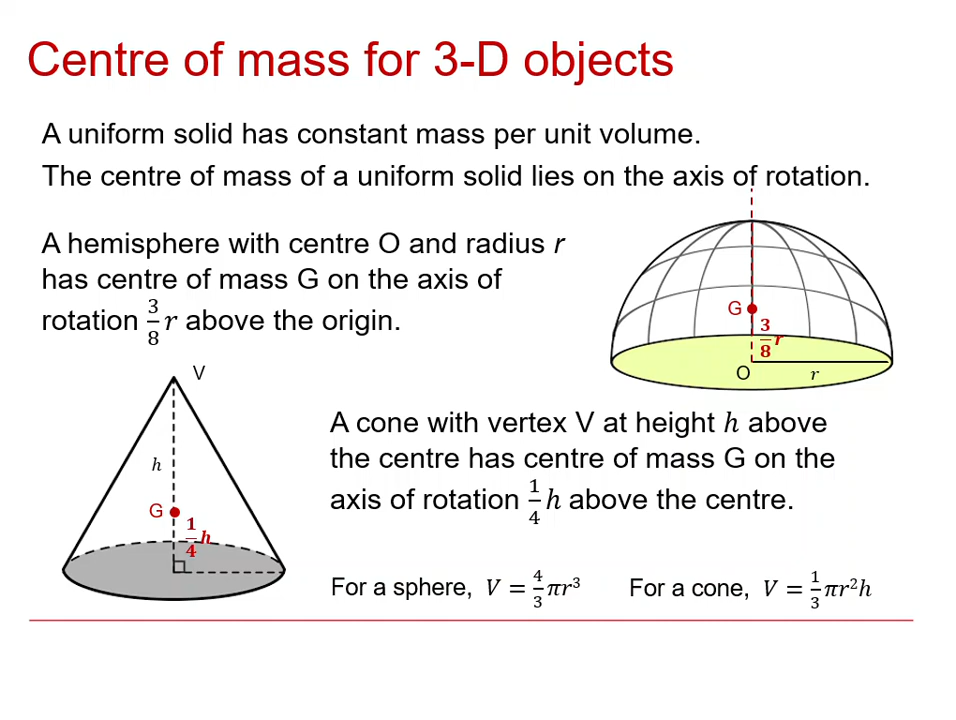 Centre of mass for 3-D objects
A uniform solid has constant mass per unit volume.
The centre of mass of a uniform solid lies on the axis of rotation.
A hemisphere with centre O and radius r
has centre of mass G on the axis of
rotation 3/8 r above the origin.
G
3/8 r
O
r
V
h
G
1/4 h
A cone with vertex V at height h above
the centre has centre of mass G on the
axis of rotation 1/4 h above the centre.
For a sphere, V = 4/3 πr³
For a cone, V = 1/3 πr²h